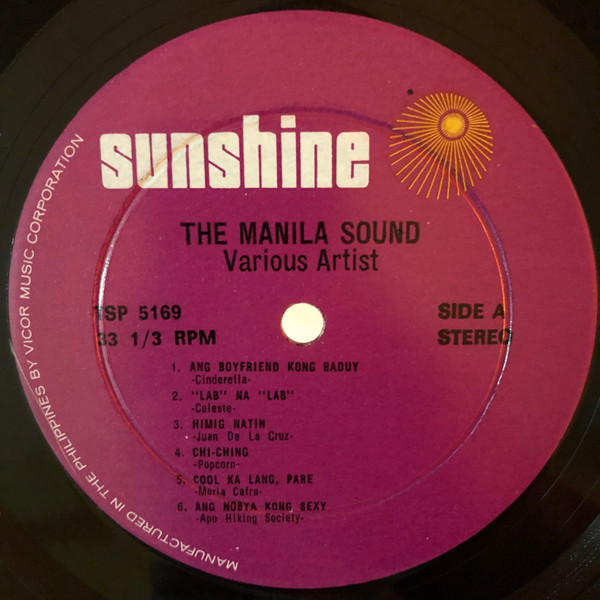 sunshine
THE MANILA SOUND
Various Artist
TSP 5169
SIDE A
33 1/3 RPM
STEREO
1. ANG BOYFRIEND KONG BADUY
-Cinderella-
2. "LAB" NA "LAB"
-Celeste-
3. HIMIG NATIN
-Juan De La Cruz-
4. CHI-CHING
-Popcorn-
5. COOL KA LANG, PARE
-Maria Cafra-
6. ANG NOBYA KONG SEXY
-Apo Hiking Society-
MANUFACTURED IN THE PHILIPPINES BY VICOR MUSIC CORPORATION